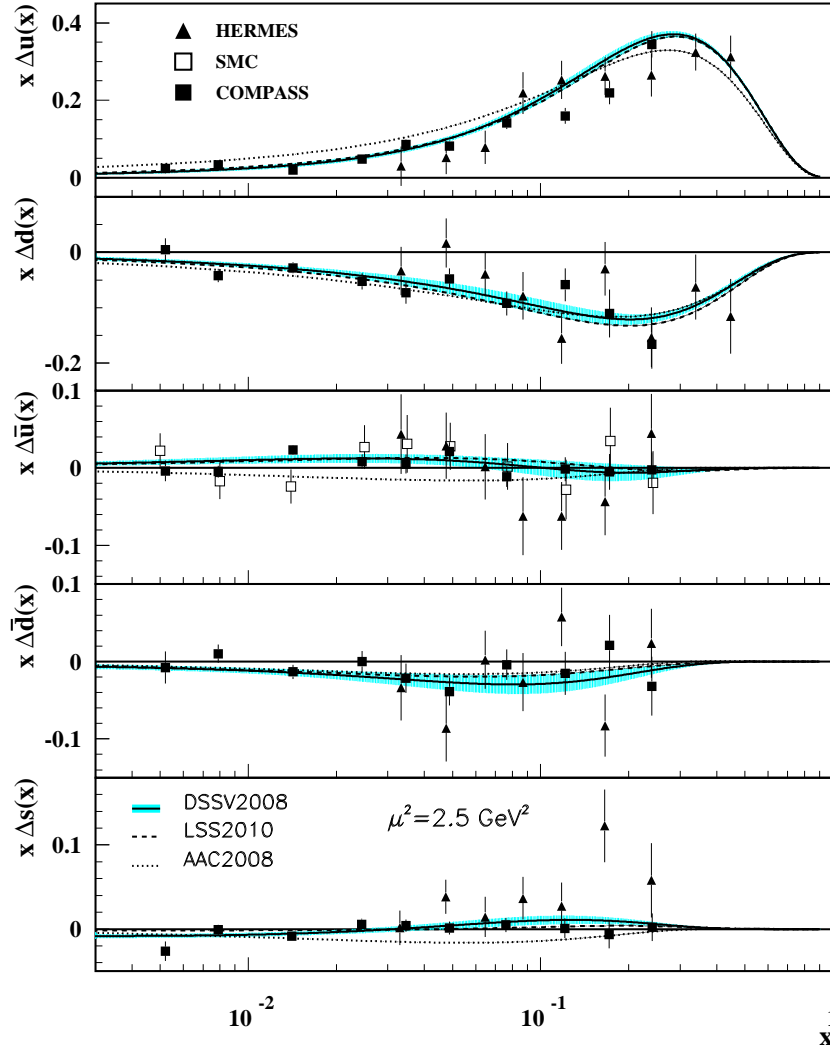 x Δu(x)
0.4
0.2
0
HERMES
SMC
COMPASS
x Δd(x)
0
-0.2
x Δū(x)
0.1
0
-0.1
x Δd̄(x)
0.1
0
-0.1
x Δs(x)
0.1
0
DSSV2008
LSS2010
AAC2008
μ²=2.5 GeV²
10⁻²
10⁻¹
x